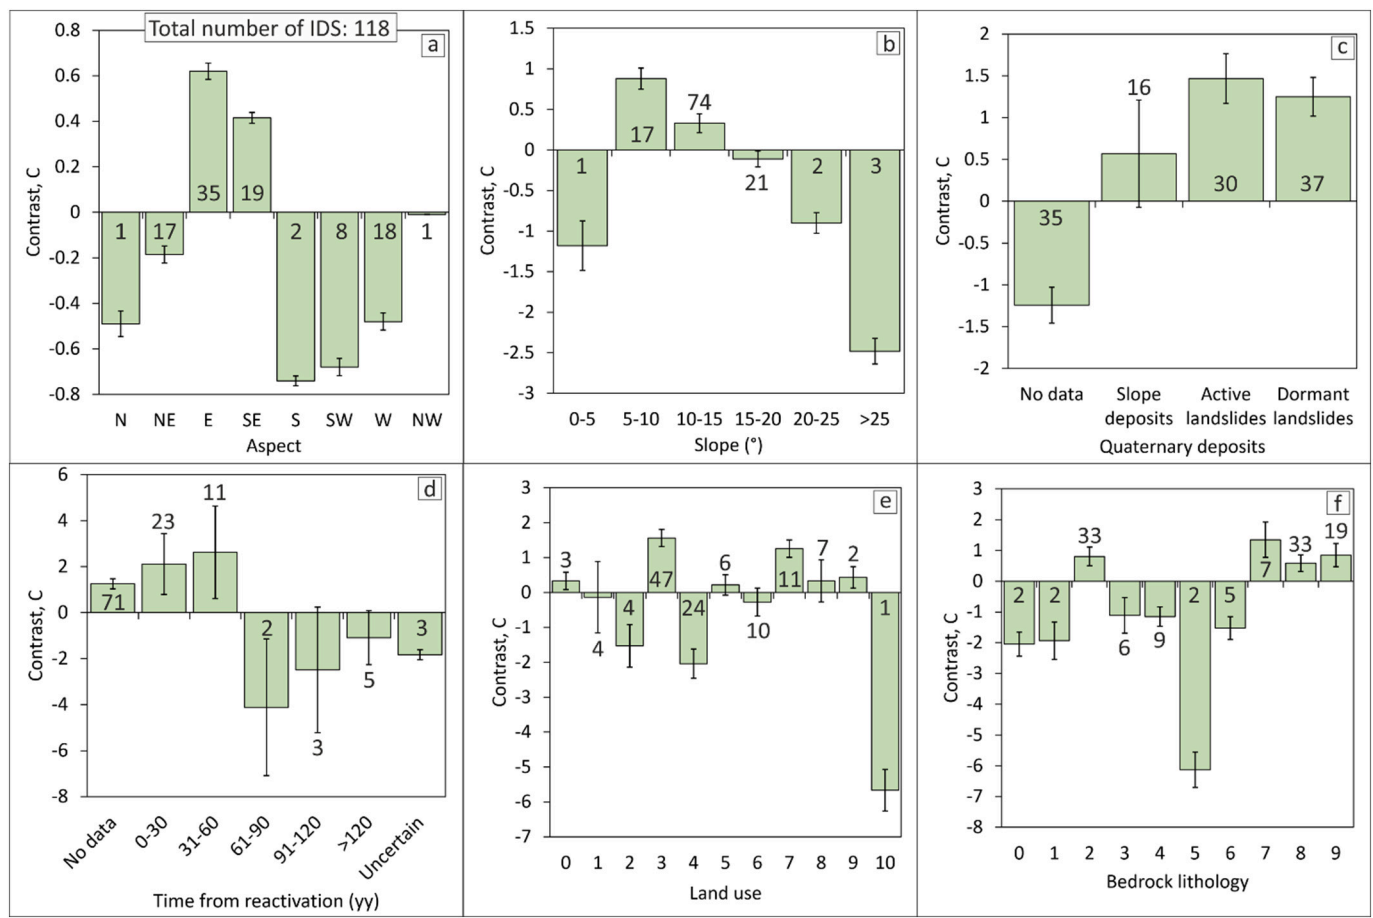 Total number of IDS: 118
a
0.8
0.6
0.4
0.2
0
-0.2
-0.4
-0.6
-0.8
Contrast, C
1 17 35 19 2 8 18 1
N NE E SE S SW W NW
Aspect
b
1.5
1
0.5
0
-0.5
-1
-1.5
-2
-2.5
-3
Contrast, C
1 17 74 21 2 3
0-5 5-10 10-15 15-20 20-25 >25
Slope (°)
c
2
1.5
1
0.5
0
-0.5
-1
-1.5
-2
Contrast, C
35 16 30 37
No data Slope Active Dormant
deposits landslides landslides
Quaternary deposits
d
6
4
2
0
-2
-4
-6
-8
Contrast, C
71 23 11 2 3 5 3
No data 0-30 31-60 61-90 91-120 >120 Uncertain
Time from reactivation (yy)
e
3
2
1
0
-1
-2
-3
-4
-5
-6
-7
Contrast, C
3 4 4 47 24 6 10 11 7 2 1
0 1 2 3 4 5 6 7 8 9 10
Land use
f
3
2
1
0
-1
-2
-3
-4
-5
-6
-7
-8
Contrast, C
2 2 33 6 9 2 5 7 33 19
0 1 2 3 4 5 6 7 8 9
Bedrock lithology